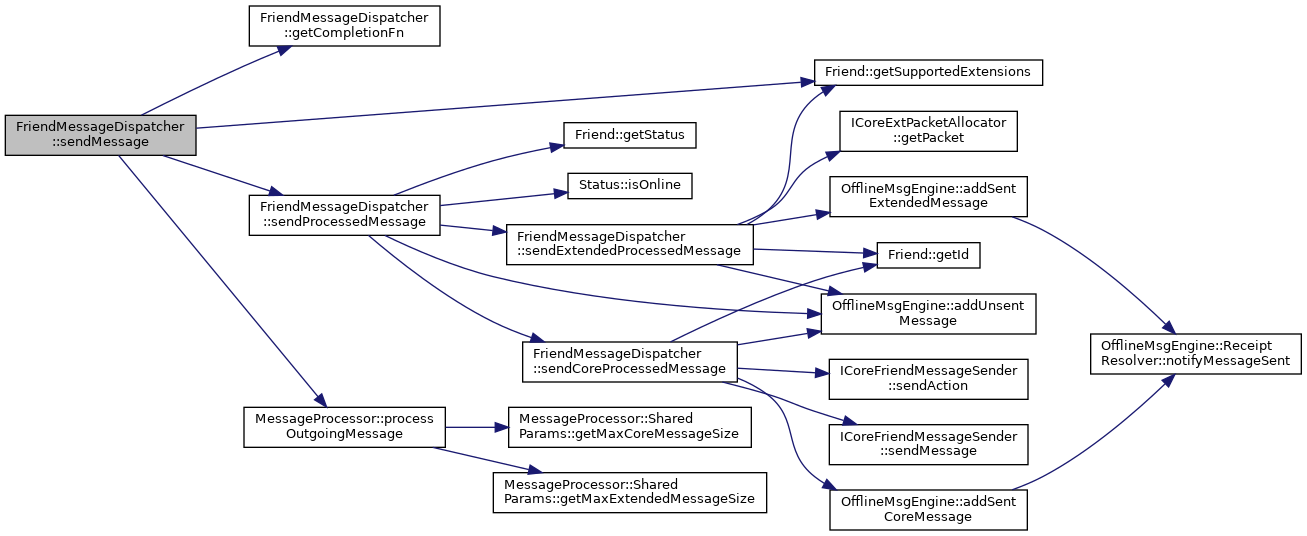 FriendMessageDispatcher
::sendMessage
FriendMessageDispatcher
::getCompletionFn
FriendMessageDispatcher
::sendProcessedMessage
MessageProcessor::process
OutgoingMessage
Friend::getStatus
Status::isOnline
FriendMessageDispatcher
::sendExtendedProcessedMessage
FriendMessageDispatcher
::sendCoreProcessedMessage
MessageProcessor::Shared
Params::getMaxCoreMessageSize
MessageProcessor::Shared
Params::getMaxExtendedMessageSize
Friend::getSupportedExtensions
ICoreExtPacketAllocator
::getPacket
OfflineMsgEngine::addSent
ExtendedMessage
Friend::getId
OfflineMsgEngine::addUnsent
Message
ICoreFriendMessageSender
::sendAction
ICoreFriendMessageSender
::sendMessage
OfflineMsgEngine::addSent
CoreMessage
OfflineMsgEngine::Receipt
Resolver::notifyMessageSent